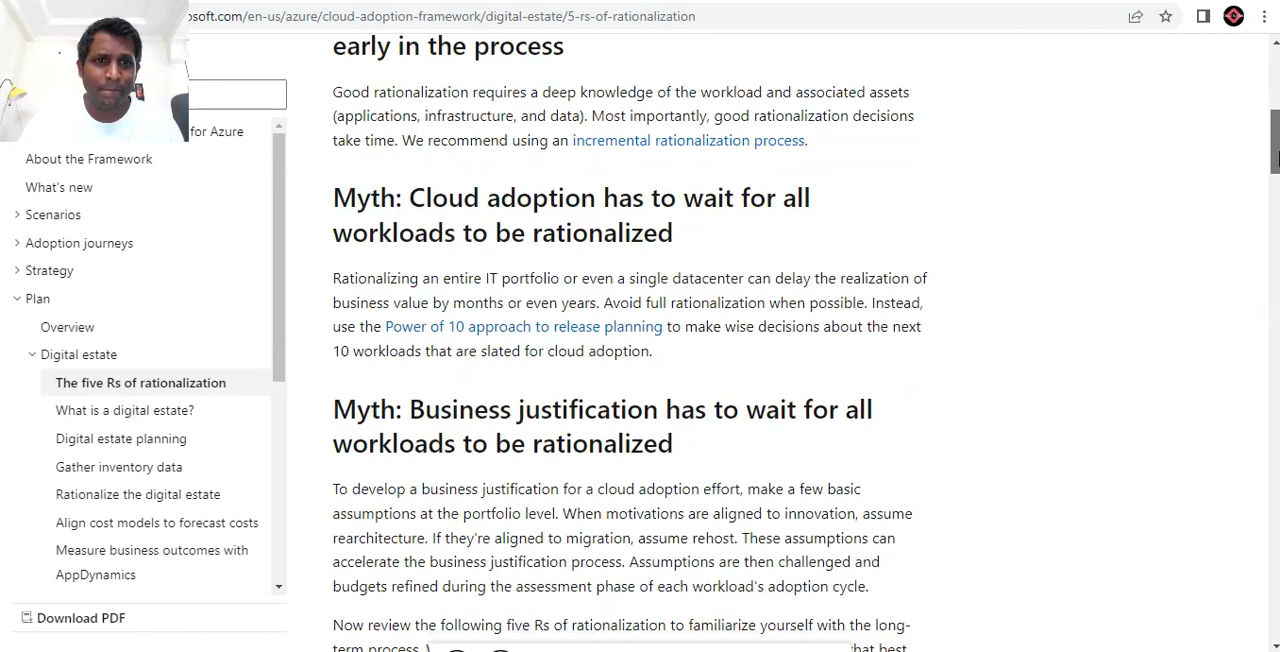 osoft.com/en-us/azure/cloud-adoption-framework/digital-estate/5-rs-of-rationalization
for Azure
About the Framework
What's new
Scenarios
Adoption journeys
Strategy
Plan
Overview
Digital estate
The five Rs of rationalization
What is a digital estate?
Digital estate planning
Gather inventory data
Rationalize the digital estate
Align cost models to forecast costs
Measure business outcomes with
AppDynamics
Download PDF
early in the process
Good rationalization requires a deep knowledge of the workload and associated assets
(applications, infrastructure, and data). Most importantly, good rationalization decisions
take time. We recommend using an incremental rationalization process.
Myth: Cloud adoption has to wait for all
workloads to be rationalized
Rationalizing an entire IT portfolio or even a single datacenter can delay the realization of
business value by months or even years. Avoid full rationalization when possible. Instead,
use the Power of 10 approach to release planning to make wise decisions about the next
10 workloads that are slated for cloud adoption.
Myth: Business justification has to wait for all
workloads to be rationalized
To develop a business justification for a cloud adoption effort, make a few basic
assumptions at the portfolio level. When motivations are aligned to innovation, assume
rearchitecture. If they're aligned to migration, assume rehost. These assumptions can
accelerate the business justification process. Assumptions are then challenged and
budgets refined during the assessment phase of each workload's adoption cycle.
Now review the following five Rs of rationalization to familiarize yourself with the long-
term process. that best